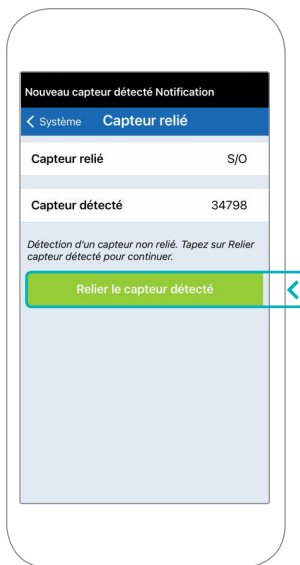 Nouveau capteur détecté Notification
Système Capteur relié
Capteur relié S/O
Capteur détecté 34798
Détection d'un capteur non relié. Tapez sur Relier
capteur détecté pour continuer.
Relier le capteur détecté